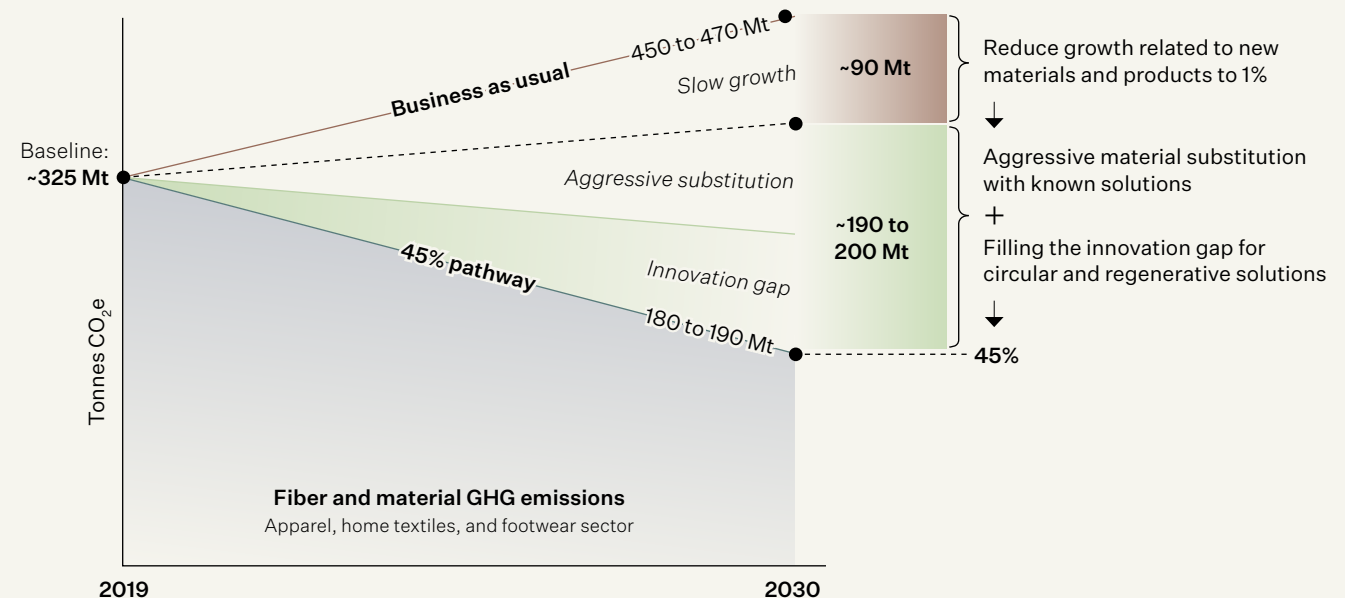 450 to 470 Mt
Business as usual
Slow growth
~90 Mt
Reduce growth related to new
materials and products to 1%
Baseline:
~325 Mt
Aggressive substitution
Aggressive material substitution
with known solutions
+
~190 to
200 Mt
45% pathway
Innovation gap
Filling the innovation gap for
circular and regenerative solutions
180 to 190 Mt
45%
Tonnes CO₂e
Fiber and material GHG emissions
Apparel, home textiles, and footwear sector
2019
2030